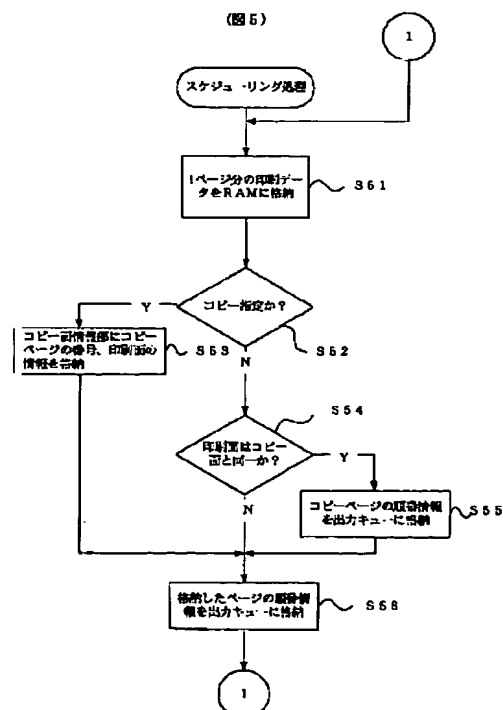 (図5)
1
スケジューリング処理
1ページ分の印刷デー
タをRAMに格納
S51
コピー指定か?
Y
S52
コピー面情報部にコピー
ページの番号、印刷面の
情報を格納
S53
N
S54
印刷面はコピー
面と同一か?
Y
N
コピーページの順番情報
を出力キューに格納
S55
格納したページの順番情
報を出力キューに格納
S56
1